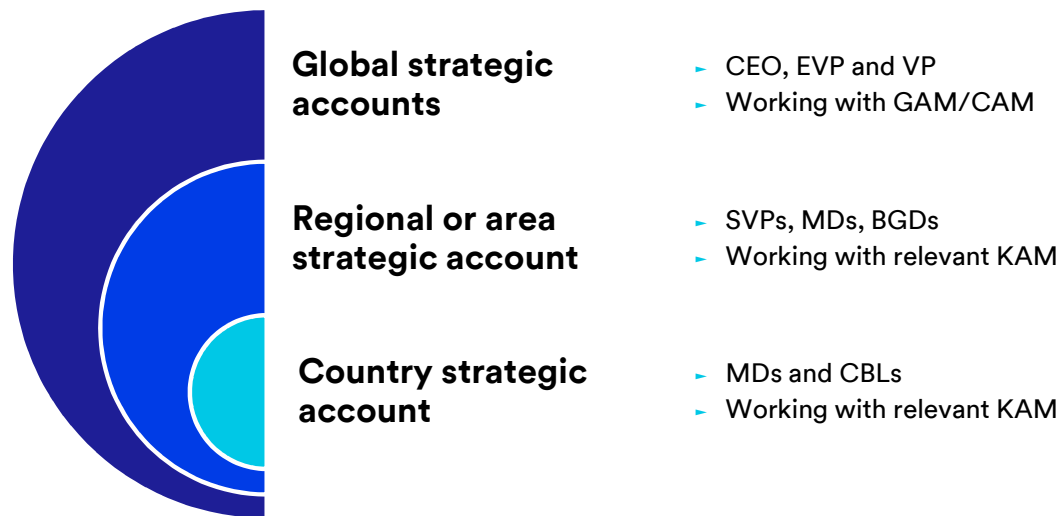 Global strategic
accounts
► CEO, EVP and VP
► Working with GAM/CAM
Regional or area
strategic account
► SVPs, MDs, BGDs
► Working with relevant KAM
Country strategic
account
► MDs and CBLs
► Working with relevant KAM